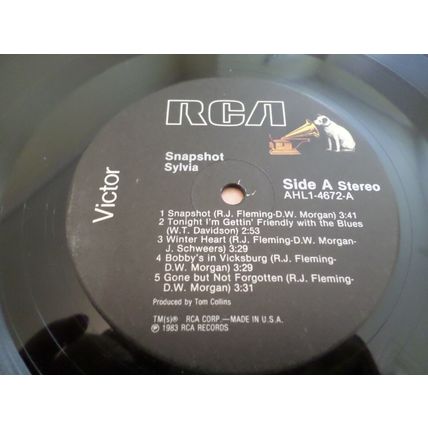 RCA
Victor
Snapshot
Sylvia
Side A Stereo
AHL1-4672-A
1 Snapshot (R.J. Fleming-D.W. Morgan) 3:41
2 Tonight I'm Gettin' Friendly with the Blues
(W.T. Davidson) 2:53
3 Winter Heart (R.J. Fleming-D.W. Morgan-
J. Schweers) 3:29
4 Bobby's in Vicksburg (R.J. Fleming-
D.W. Morgan) 3:29
5 Gone but Not Forgotten (R.J. Fleming-
D.W. Morgan) 3:31
Produced by Tom Collins
TM(s)® RCA CORP.—MADE IN U.S.A.
℗ 1983 RCA RECORDS